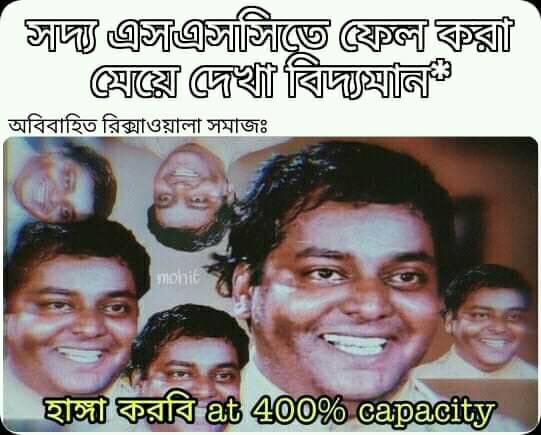 সদ্য এসএসসিতে ফেল করা
মেয়ে দেখা বিদ্যমান*
অবিবাহিত রিক্সাওয়ালা সমাজঃ
mohit
হাঙ্গা করবি at 400% capacity